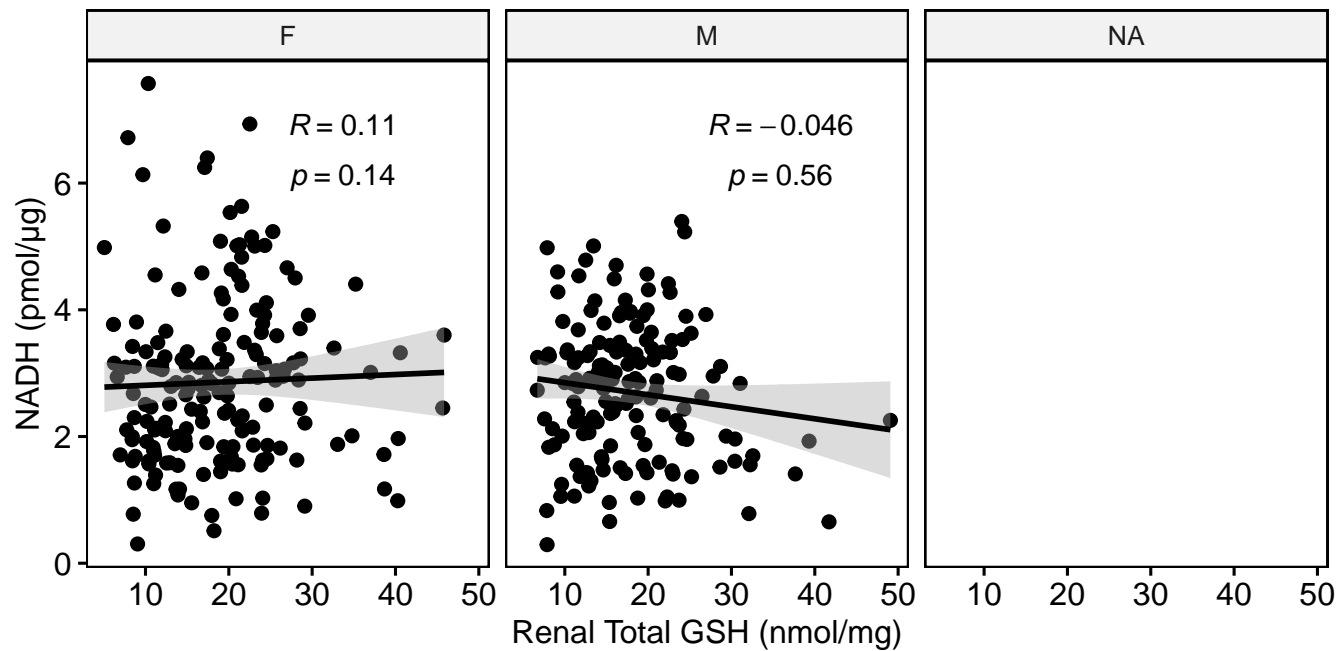 F M NA
R = 0.11
p = 0.14
R = −0.046
p = 0.56
NADH (pmol/µg)
6
4
2
0
10 20 30 40 50 10 20 30 40 50 10 20 30 40 50
Renal Total GSH (nmol/mg)